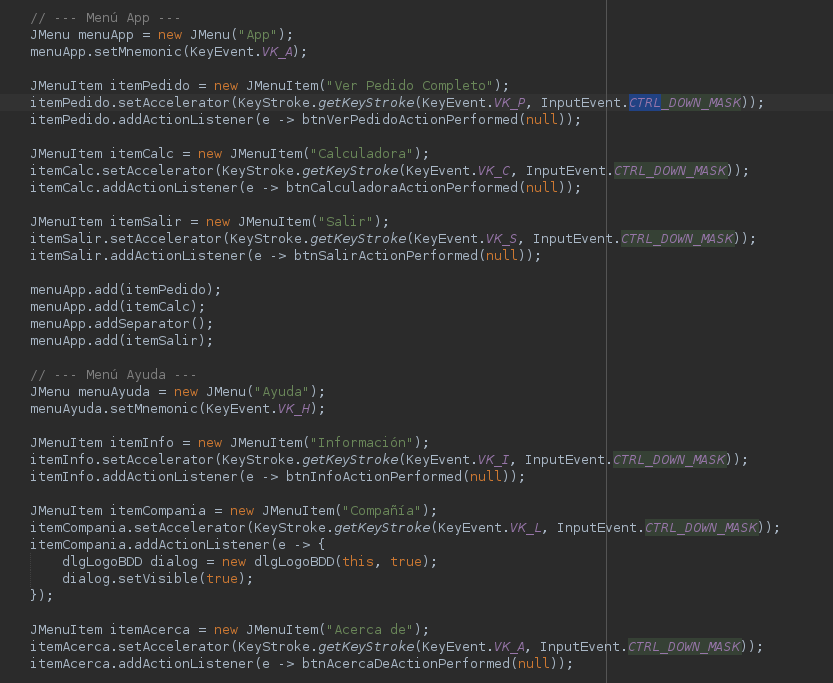 // --- Menú App ---
JMenu menuApp = new JMenu("App");
menuApp.setMnemonic(KeyEvent.VK_A);
JMenuItem itemPedido = new JMenuItem("Ver Pedido Completo");
itemPedido.setAccelerator(KeyStroke.getKeyStroke(KeyEvent.VK_P, InputEvent.CTRL_DOWN_MASK));
itemPedido.addActionListener(e -> btnVerPedidoActionPerformed(null));
JMenuItem itemCalc = new JMenuItem("Calculadora");
itemCalc.setAccelerator(KeyStroke.getKeyStroke(KeyEvent.VK_C, InputEvent.CTRL_DOWN_MASK));
itemCalc.addActionListener(e -> btnCalculadoraActionPerformed(null));
JMenuItem itemSalir = new JMenuItem("Salir");
itemSalir.setAccelerator(KeyStroke.getKeyStroke(KeyEvent.VK_S, InputEvent.CTRL_DOWN_MASK));
itemSalir.addActionListener(e -> btnSalirActionPerformed(null));
menuApp.add(itemPedido);
menuApp.add(itemCalc);
menuApp.addSeparator();
menuApp.add(itemSalir);
// --- Menú Ayuda ---
JMenu menuAyuda = new JMenu("Ayuda");
menuAyuda.setMnemonic(KeyEvent.VK_H);
JMenuItem itemInfo = new JMenuItem("Información");
itemInfo.setAccelerator(KeyStroke.getKeyStroke(KeyEvent.VK_I, InputEvent.CTRL_DOWN_MASK));
itemInfo.addActionListener(e -> btnInfoActionPerformed(null));
JMenuItem itemCompania = new JMenuItem("Compañía");
itemCompania.setAccelerator(KeyStroke.getKeyStroke(KeyEvent.VK_L, InputEvent.CTRL_DOWN_MASK));
itemCompania.addActionListener(e -> {
dlgLogoBDD dialog = new dlgLogoBDD(this, true);
dialog.setVisible(true);
});
JMenuItem itemAcerca = new JMenuItem("Acerca de");
itemAcerca.setAccelerator(KeyStroke.getKeyStroke(KeyEvent.VK_A, InputEvent.CTRL_DOWN_MASK));
itemAcerca.addActionListener(e -> btnAcercaDeActionPerformed(null));